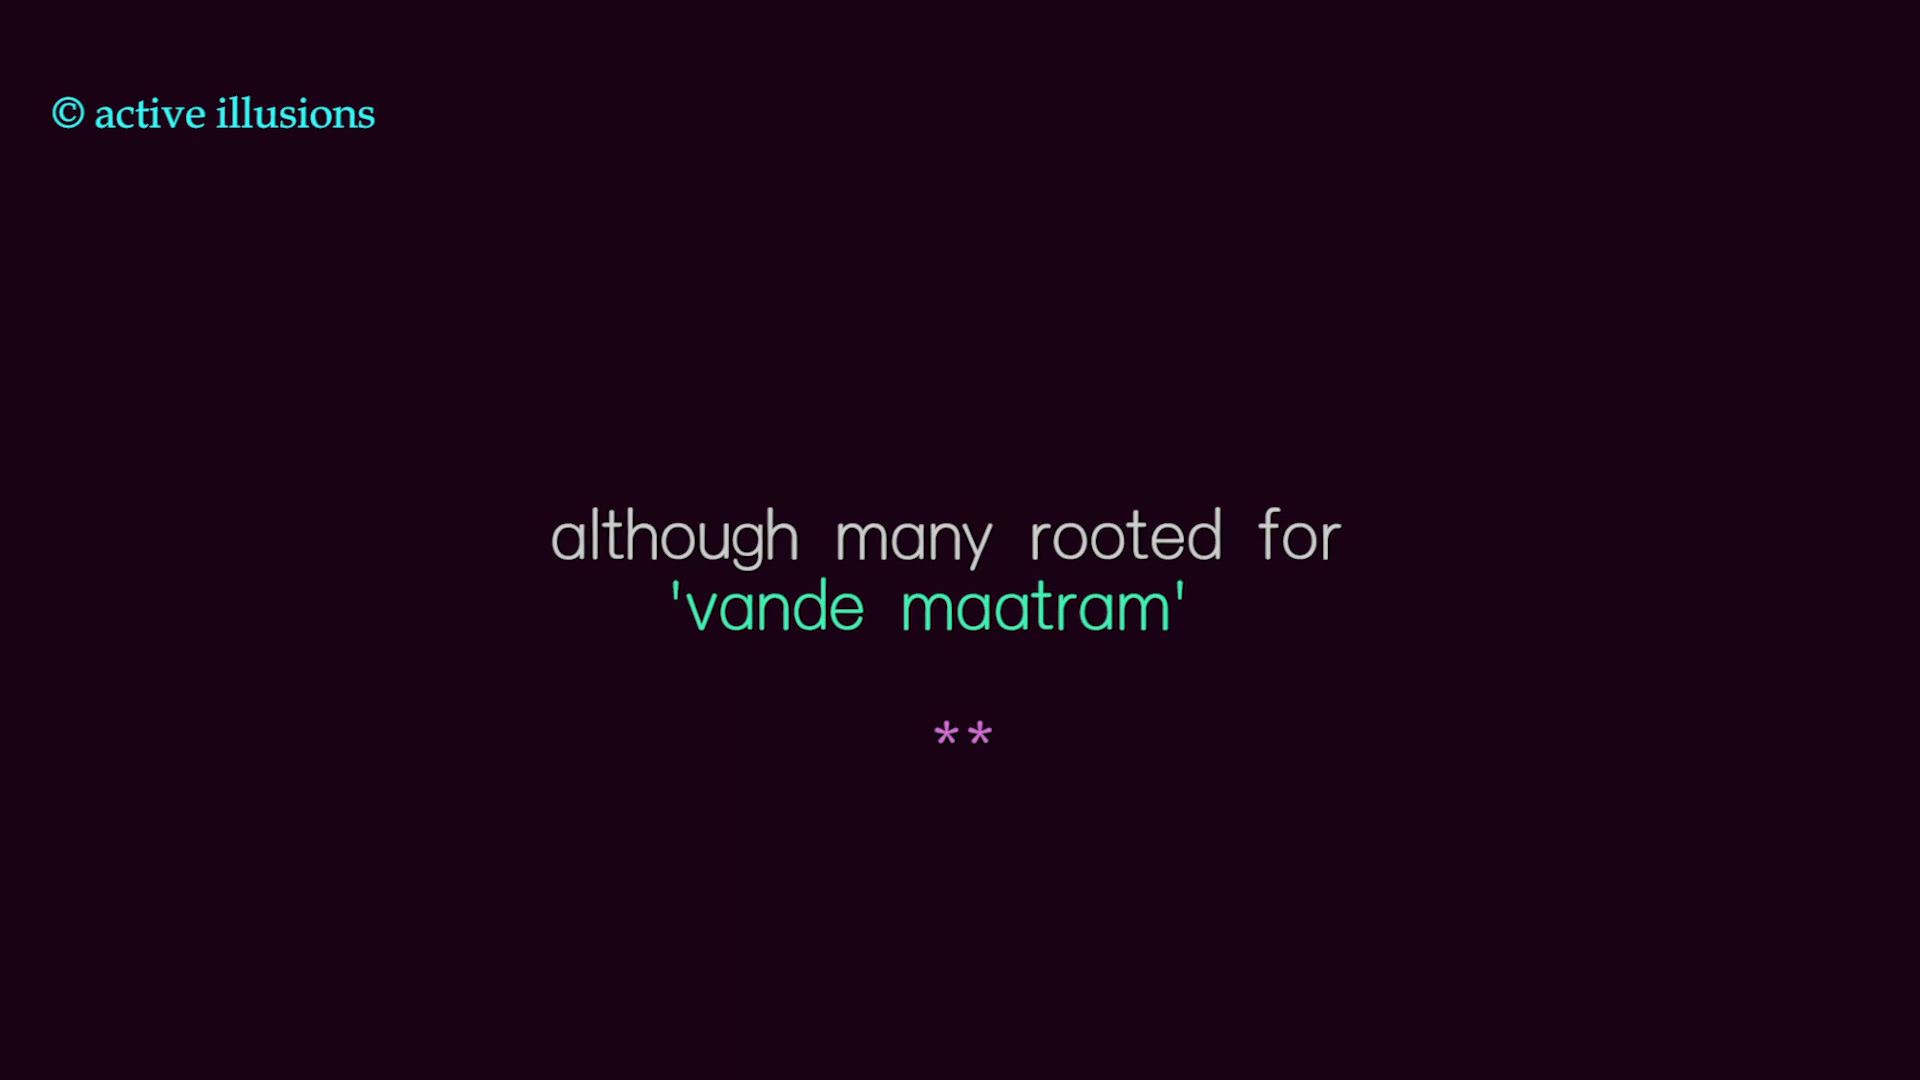 © active illusions
although many rooted for
'vande maatram'
**